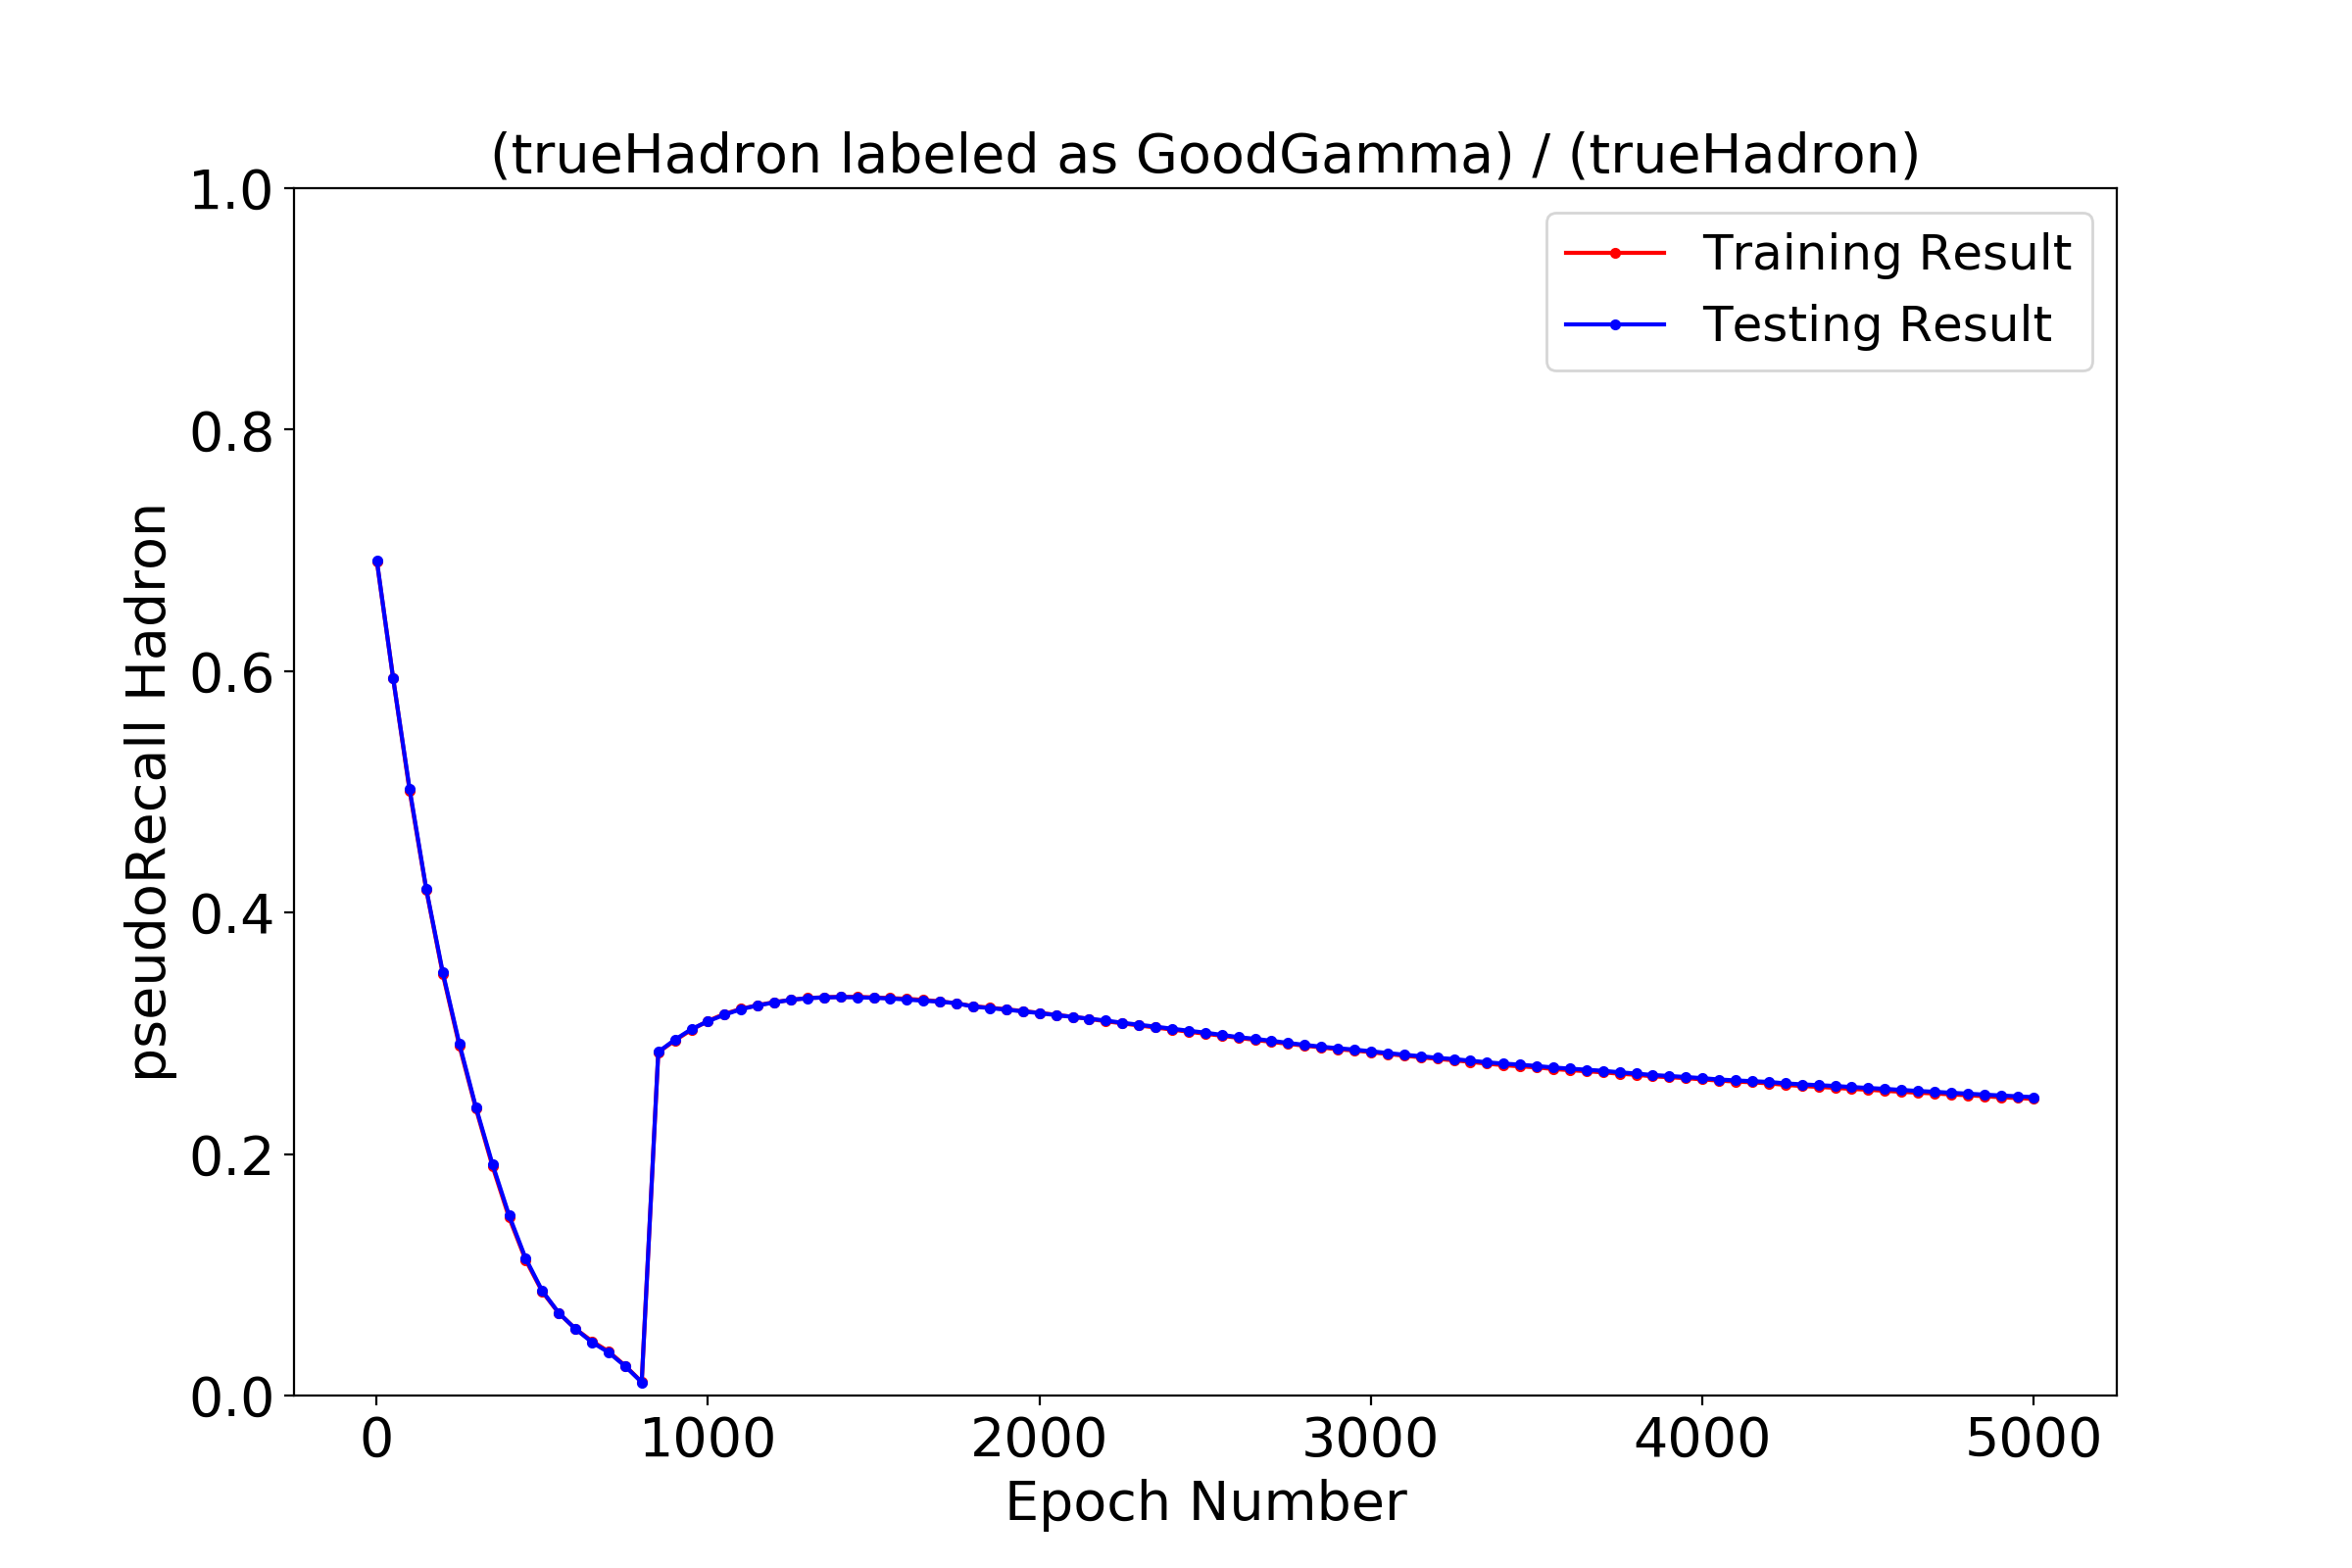 (trueHadron labeled as GoodGamma) / (trueHadron)
1.0
0.8
0.6
0.4
0.2
0.0
pseudoRecall Hadron
Training Result
Testing Result
0 1000 2000 3000 4000 5000
Epoch Number